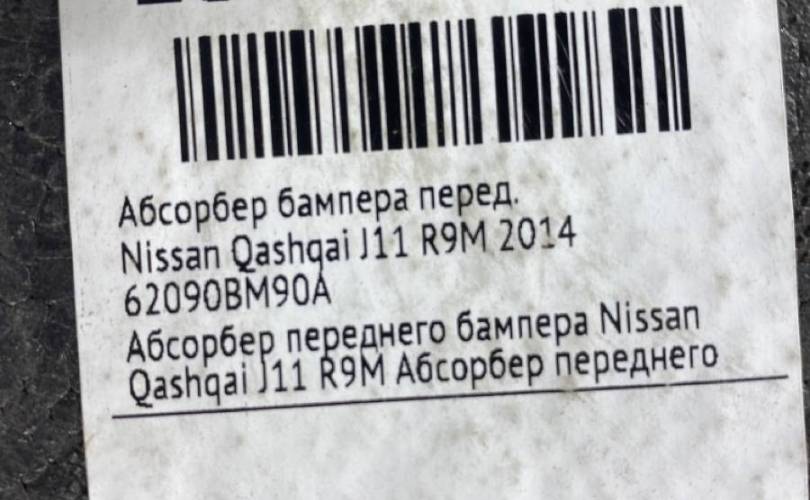 Абсорбер бампера перед.
Nissan Qashqai J11 R9M 2014
62090BM90A
Абсорбер переднего бампера Nissan
Qashqai J11 R9M Абсорбер переднего